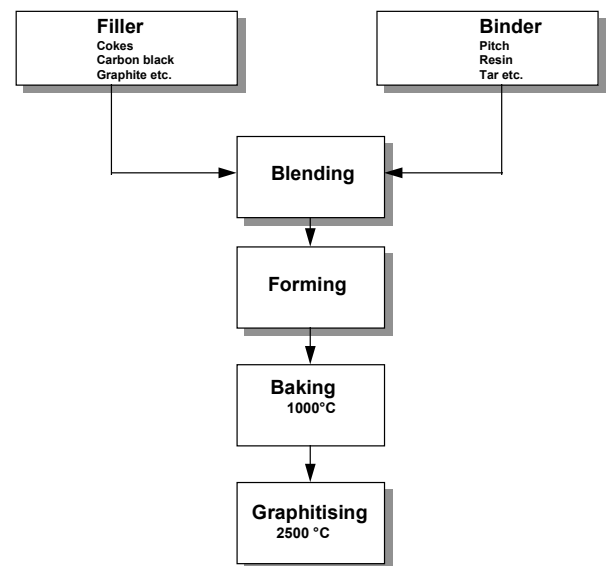 Filler
Cokes
Carbon black
Graphite etc.
Binder
Pitch
Resin
Tar etc.
Blending
Forming
Baking
1000°C
Graphitising
2500 °C